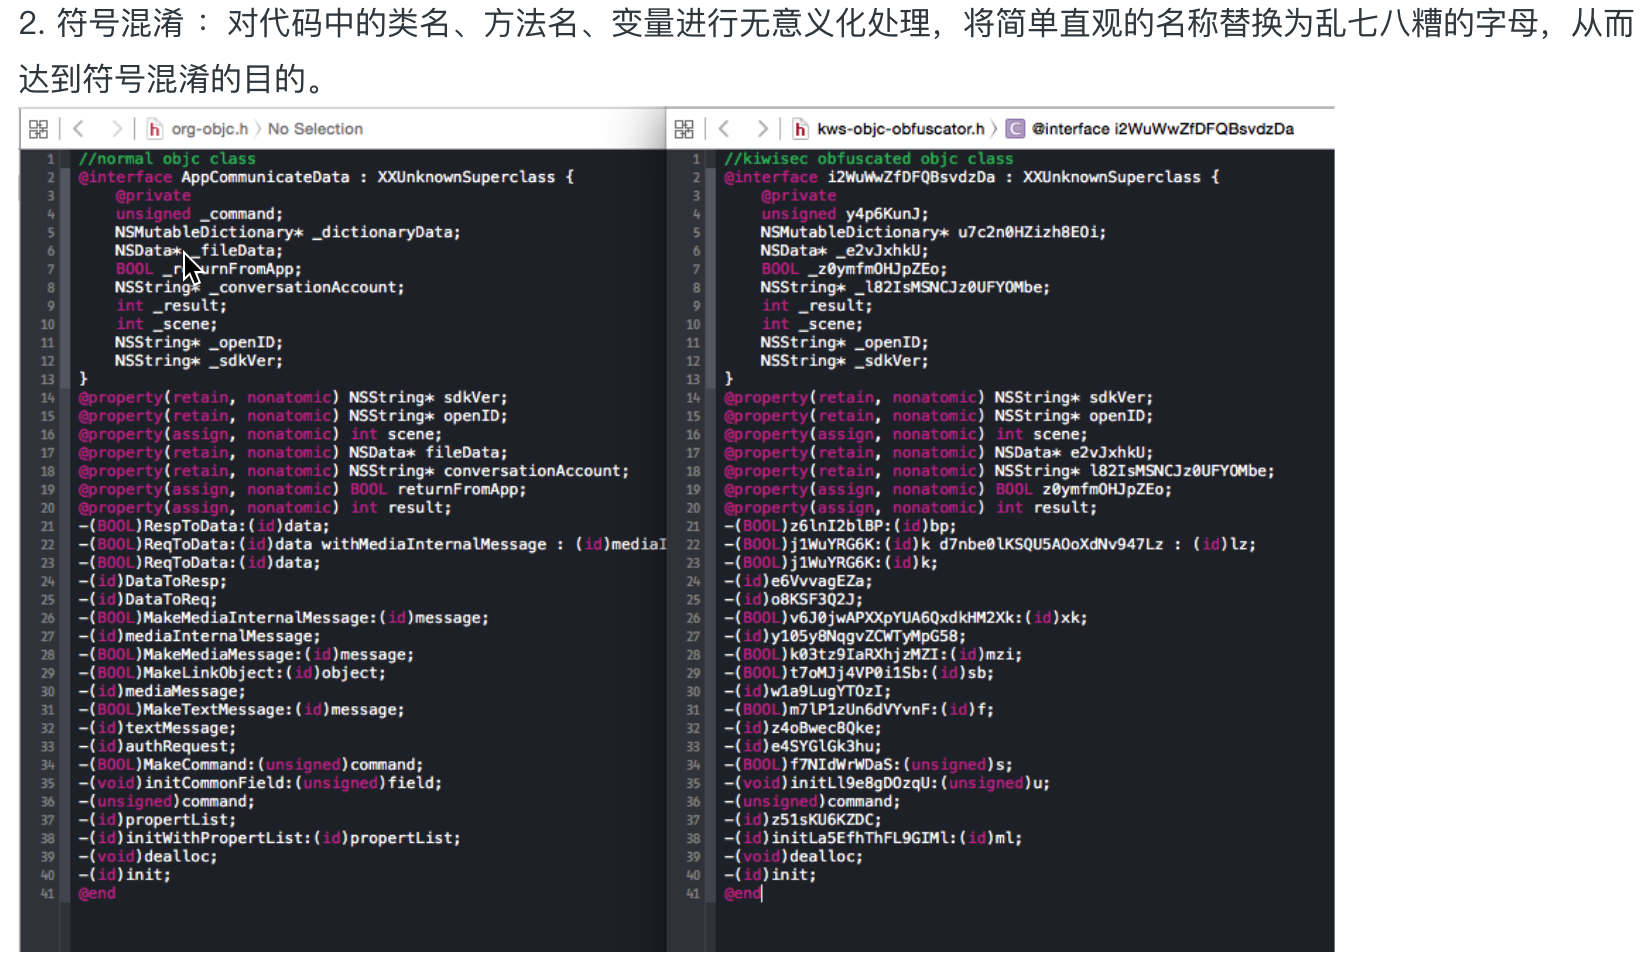 2. 符号混淆 ：对代码中的类名、方法名、变量进行无意义化处理，将简单直观的名称替换为乱七八糟的字母，从而
达到符号混淆的目的。
org-objc.h 〉 No Selection
1 //normal objc class
2 @interface AppCommunicateData : XXUnknownSuperclass {
3 @private
4 unsigned _command;
5 NSMutableDictionary* _dictionaryData;
6 NSData* _fileData;
7 BOOL _r urnFromApp;
8 NSString* _conversationAccount;
9 int _result;
10 int _scene;
11 NSString* _openID;
12 NSString* _sdkVer;
13 }
14 @property(retain, nonatomic) NSString* sdkVer;
15 @property(retain, nonatomic) NSString* openID;
16 @property(assign, nonatomic) int scene;
17 @property(retain, nonatomic) NSData* fileData;
18 @property(retain, nonatomic) NSString* conversationAccount;
19 @property(assign, nonatomic) BOOL returnFromApp;
20 @property(assign, nonatomic) int result;
21 -(BOOL)RespToData:(id)data;
22 -(BOOL)ReqToData:(id)data withMediaInternalMessage : (id)mediaI
23 -(BOOL)ReqToData:(id)data;
24 -(id)DataToResp;
25 -(id)DataToReq;
26 -(BOOL)MakeMediaInternalMessage:(id)message;
27 -(id)mediaInternalMessage;
28 -(BOOL)MakeMediaMessage:(id)message;
29 -(BOOL)MakeLinkObject:(id)object;
30 -(id)mediaMessage;
31 -(BOOL)MakeTextMessage:(id)message;
32 -(id)textMessage;
33 -(id)authRequest;
34 -(BOOL)MakeCommand:(unsigned)command;
35 -(void)initCommonField:(unsigned)field;
36 -(unsigned)command;
37 -(id)propertList;
38 -(id)initWithPropertList:(id)propertList;
39 -(void)dealloc;
40 -(id)init;
41 @end
kws-objc-obfuscator.h 〉 C @interface i2WuWwZfDFQBsvdzDa
1 //kiwisec obfuscated objc class
2 @interface i2WuWwZfDFQBsvdzDa : XXUnknownSuperclass {
3 @private
4 unsigned y4p6KunJ;
5 NSMutableDictionary* u7c2n0HZizh8EOi;
6 NSData* _e2vJxhkU;
7 BOOL _z0ymfmOHJpZEo;
8 NSString* _l82IsMSNCJz0UFYOMbe;
9 int _result;
10 int _scene;
11 NSString* _openID;
12 NSString* _sdkVer;
13 }
14 @property(retain, nonatomic) NSString* sdkVer;
15 @property(retain, nonatomic) NSString* openID;
16 @property(assign, nonatomic) int scene;
17 @property(retain, nonatomic) NSData* e2vJxhkU;
18 @property(retain, nonatomic) NSString* l82IsMSNCJz0UFYOMbe;
19 @property(assign, nonatomic) BOOL z0ymfmOHJpZEo;
20 @property(assign, nonatomic) int result;
21 -(BOOL)z6lnI2blBP:(id)bp;
22 -(BOOL)j1WuYRG6K:(id)k d7nbe0lKSQU5AOoXdNv947Lz : (id)lz;
23 -(BOOL)j1WuYRG6K:(id)k;
24 -(id)e6VvvagEZa;
25 -(id)o8KSF3Q2J;
26 -(BOOL)v6J0jwAPXXpYUA6QxdkHM2Xk:(id)xk;
27 -(id)y105y8NqgvZCWTyMpG58;
28 -(BOOL)k03tz9IaRXhjzMZI:(id)mzi;
29 -(BOOL)t7oMJj4VP0i1Sb:(id)sb;
30 -(id)w1a9LugYTOzI;
31 -(BOOL)m7lP1zUn6dVYvnF:(id)f;
32 -(id)z4oBwec8Qke;
33 -(id)e4SYGlGk3hu;
34 -(BOOL)f7NIdWrWDaS:(unsigned)s;
35 -(void)initLl9e8gDOzqU:(unsigned)u;
36 -(unsigned)command;
37 -(id)z51sKU6KZDC;
38 -(id)initLa5EfhThFL9GIMl:(id)ml;
39 -(void)dealloc;
40 -(id)init;
41 @end